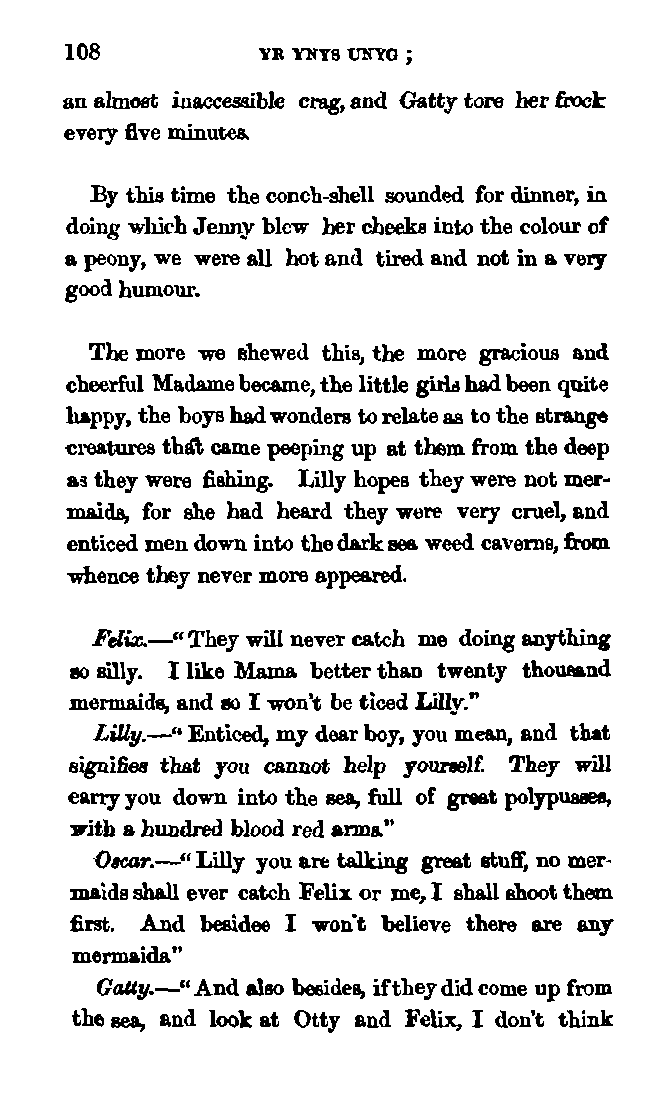 108 YR YNYS UNYG ;
an almost inaccessible crag, and Gatty tore her frock
every five minutes.
By this time the conch-shell sounded for dinner, in
doing which Jenny blew her cheeks into the colour of
a peony, we were all hot and tired and not in a very
good humour.
The more we shewed this, the more gracious and
cheerful Madame became, the little girls had been quite
happy, the boys had wonders to relate as to the strange
creatures that came peeping up at them from the deep
as they were fishing. Lilly hopes they were not mer-
maids, for she had heard they were very cruel, and
enticed men down into the dark sea weed caverns, from
whence they never more appeared.
Felix.—“They will never catch me doing anything
so silly. I like Mama better than twenty thousand
mermaids, and so I won't be ticed Lilly.”
Lilly.—“Enticed, my dear boy, you mean, and that
signifies that you cannot help yourself. They will
carry you down into the sea, full of great polypusses,
with a hundred blood red arms.”
Oscar.—“Lilly you are talking great stuff, no mer-
maids shall ever catch Felix or me, I shall shoot them
first. And besides I won't believe there are any
mermaids.”
Gatty.—“And also besides, if they did come up from
the sea, and look at Otty and Felix, I don't think